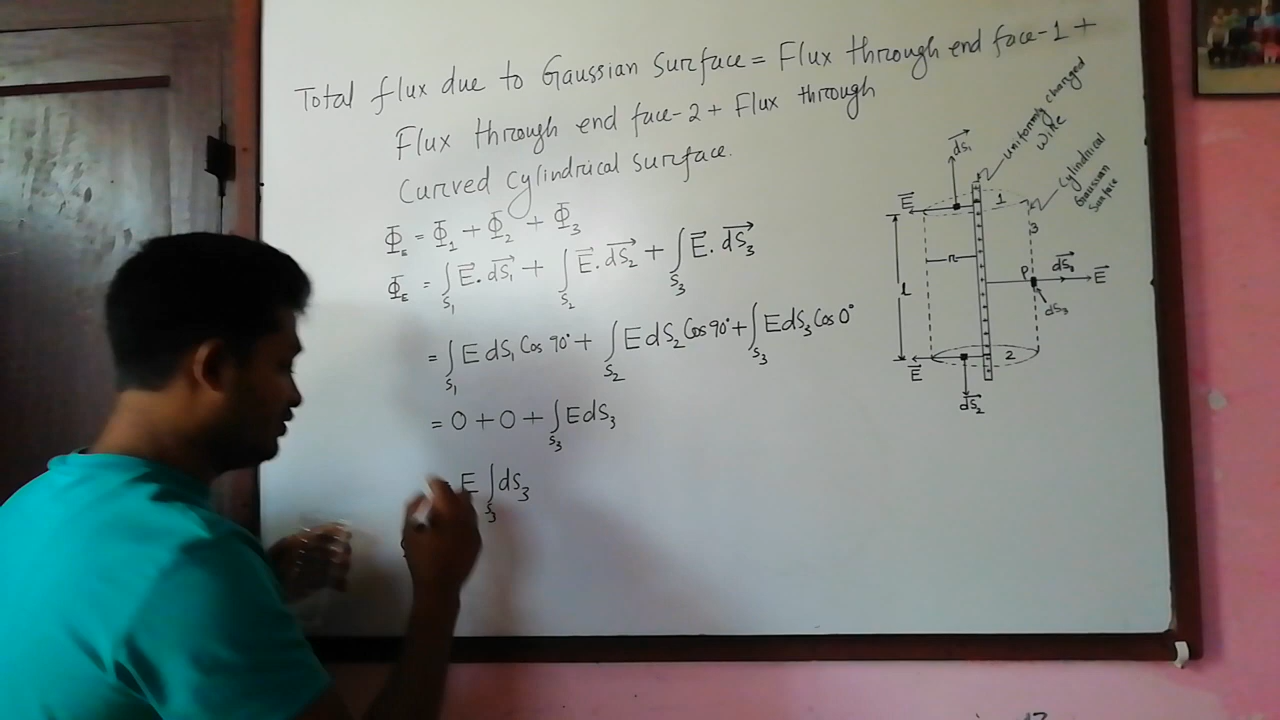 Total flux due to Gaussian Surface = Flux through end face-1 +
Flux through end face-2 + Flux through
Curved cylindrical surface.
Φ_E = Φ_1 + Φ_2 + Φ_3
Φ_E = ∫_{S_1} E⃗.dS⃗_1 + ∫_{S_2} E⃗.dS⃗_2 + ∫_{S_3} E⃗.dS⃗_3
= ∫_{S_1} E dS_1 Cos 90° + ∫_{S_2} E dS_2 Cos 90° + ∫_{S_3} E dS_3 Cos 0°
= 0 + 0 + ∫_{S_3} E dS_3
E ∫_{S_3} dS_3
dS⃗_1
uniformly changed
wire
Cylindrical
Gaussian
Surface
E⃗
1
3
r
l
P
dS⃗_3
E⃗
dS_3
2
E⃗
dS⃗_2